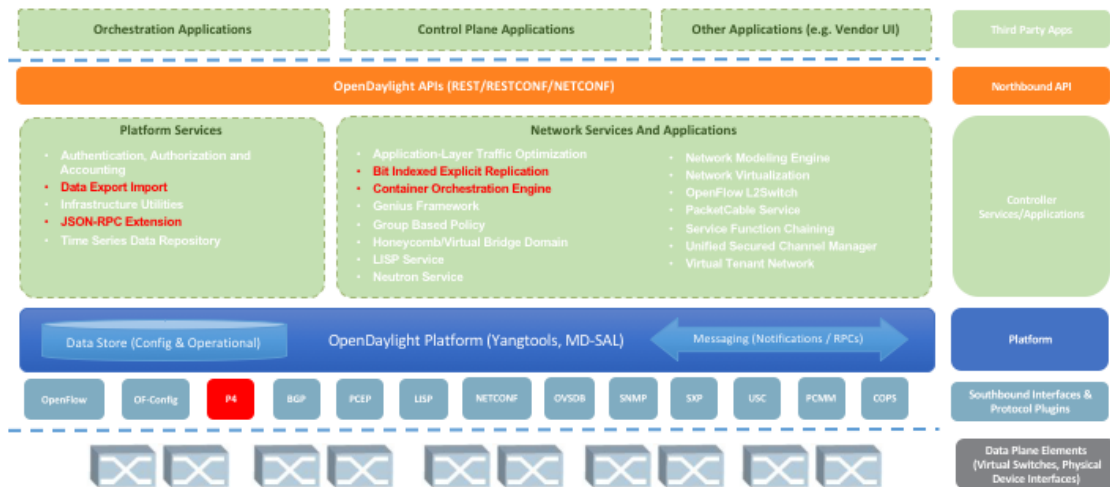 Orchestration Applications
Control Plane Applications
Other Applications (e.g. Vendor UI)
Third Party Apps
OpenDaylight APIs (REST/RESTCONF/NETCONF)
Northbound API
Platform Services
• Authentication, Authorization and
Accounting
• Data Export Import
• Infrastructure Utilities
• JSON-RPC Extension
• Time Series Data Repository
Network Services And Applications
• Application-Layer Traffic Optimization
• Bit Indexed Explicit Replication
• Container Orchestration Engine
• Genius Framework
• Group Based Policy
• Honeycomb/Virtual Bridge Domain
• LISP Service
• Neutron Service
• Network Modeling Engine
• Network Virtualization
• OpenFlow L2Switch
• PacketCable Service
• Service Function Chaining
• Unified Secured Channel Manager
• Virtual Tenant Network
Controller
Services/Applications
Data Store (Config & Operational)
OpenDaylight Platform (Yangtools, MD-SAL)
Messaging (Notifications / RPCs)
Platform
OpenFlow
OF-Config
P4
BGP
PCEP
LISP
NETCONF
OVSDB
SNMP
SXP
USC
PCMM
COPS
Southbound Interfaces &
Protocol Plugins
Data Plane Elements
(Virtual Switches, Physical
Device Interfaces)